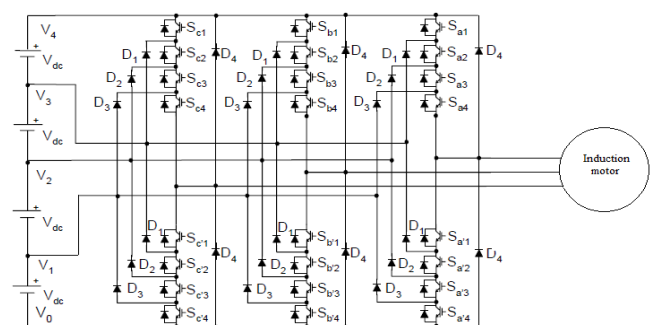 V4
Vdc
V3
Vdc
V2
Vdc
V1
Vdc
V0
Sc1
D1
Sc2
D4
D2
Sc3
D3
Sc4
Sb1
D1
Sb2
D4
D2
Sb3
D3
Sb4
Sa1
D1
Sa2
D4
D2
Sa3
D3
Sa4
Induction
motor
D1
Sc'1
D4
D2
Sc'2
D3
Sc'3
Sc'4
D1
Sb'1
D4
D2
Sb'2
D3
Sb'3
Sb'4
D1
Sa'1
D4
D2
Sa'2
D3
Sa'3
Sa'4